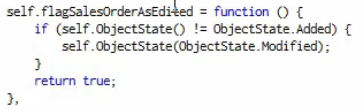 self.flagSalesOrderAsEdited = function () {
if (self.ObjectState() != ObjectState.Added) {
self.ObjectState(ObjectState.Modified);
}
return true;
},